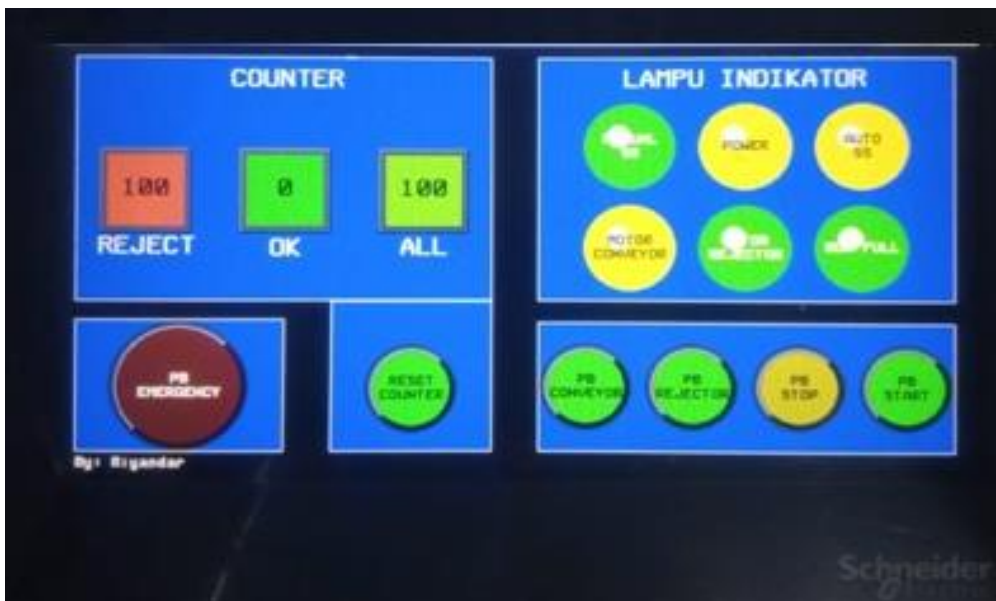 COUNTER
100
0
100
REJECT
OK
ALL
LAMPU INDIKATOR
POWER
AUTO
SS
MOTOR
CONVEYOR
FULL
PB
EMERGENCY
RESET
COUNTER
PB
CONVEYOR
PB
REJECTOR
PB
STOP
PB
START
By:
Schneider